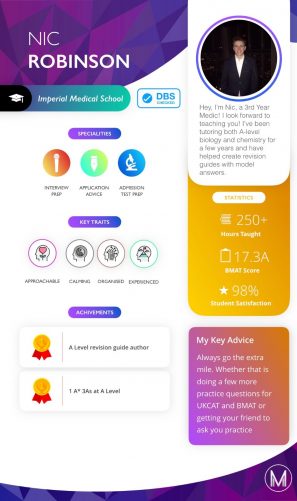 NIC
ROBINSON
Imperial Medical School
DBS
CHECKED
SPECIALITIES
INTERVIEW
PREP
APPLICATION
ADVICE
ADMISSION
TEST PREP
KEY TRAITS
APPROACHABLE
CALMING
ORGANISED
EXPERIENCED
ACHIVEMENTS
A Level revision guide author
1 A* 3As at A Level
Hey, I'm Nic, a 3rd Year
Medic! I look forward to
teaching you! I've been
tutoring both A-level
biology and chemistry for
a few years and have
helped create revision
guides with model
answers.
STATISTICS
250+
Hours Taught
17.3A
BMAT Score
98%
Student Satisfaction
My Key Advice
Always go the extra
mile. Whether that is
doing a few more
practice questions for
UKCAT and BMAT or
getting your friend to
ask you practice
M